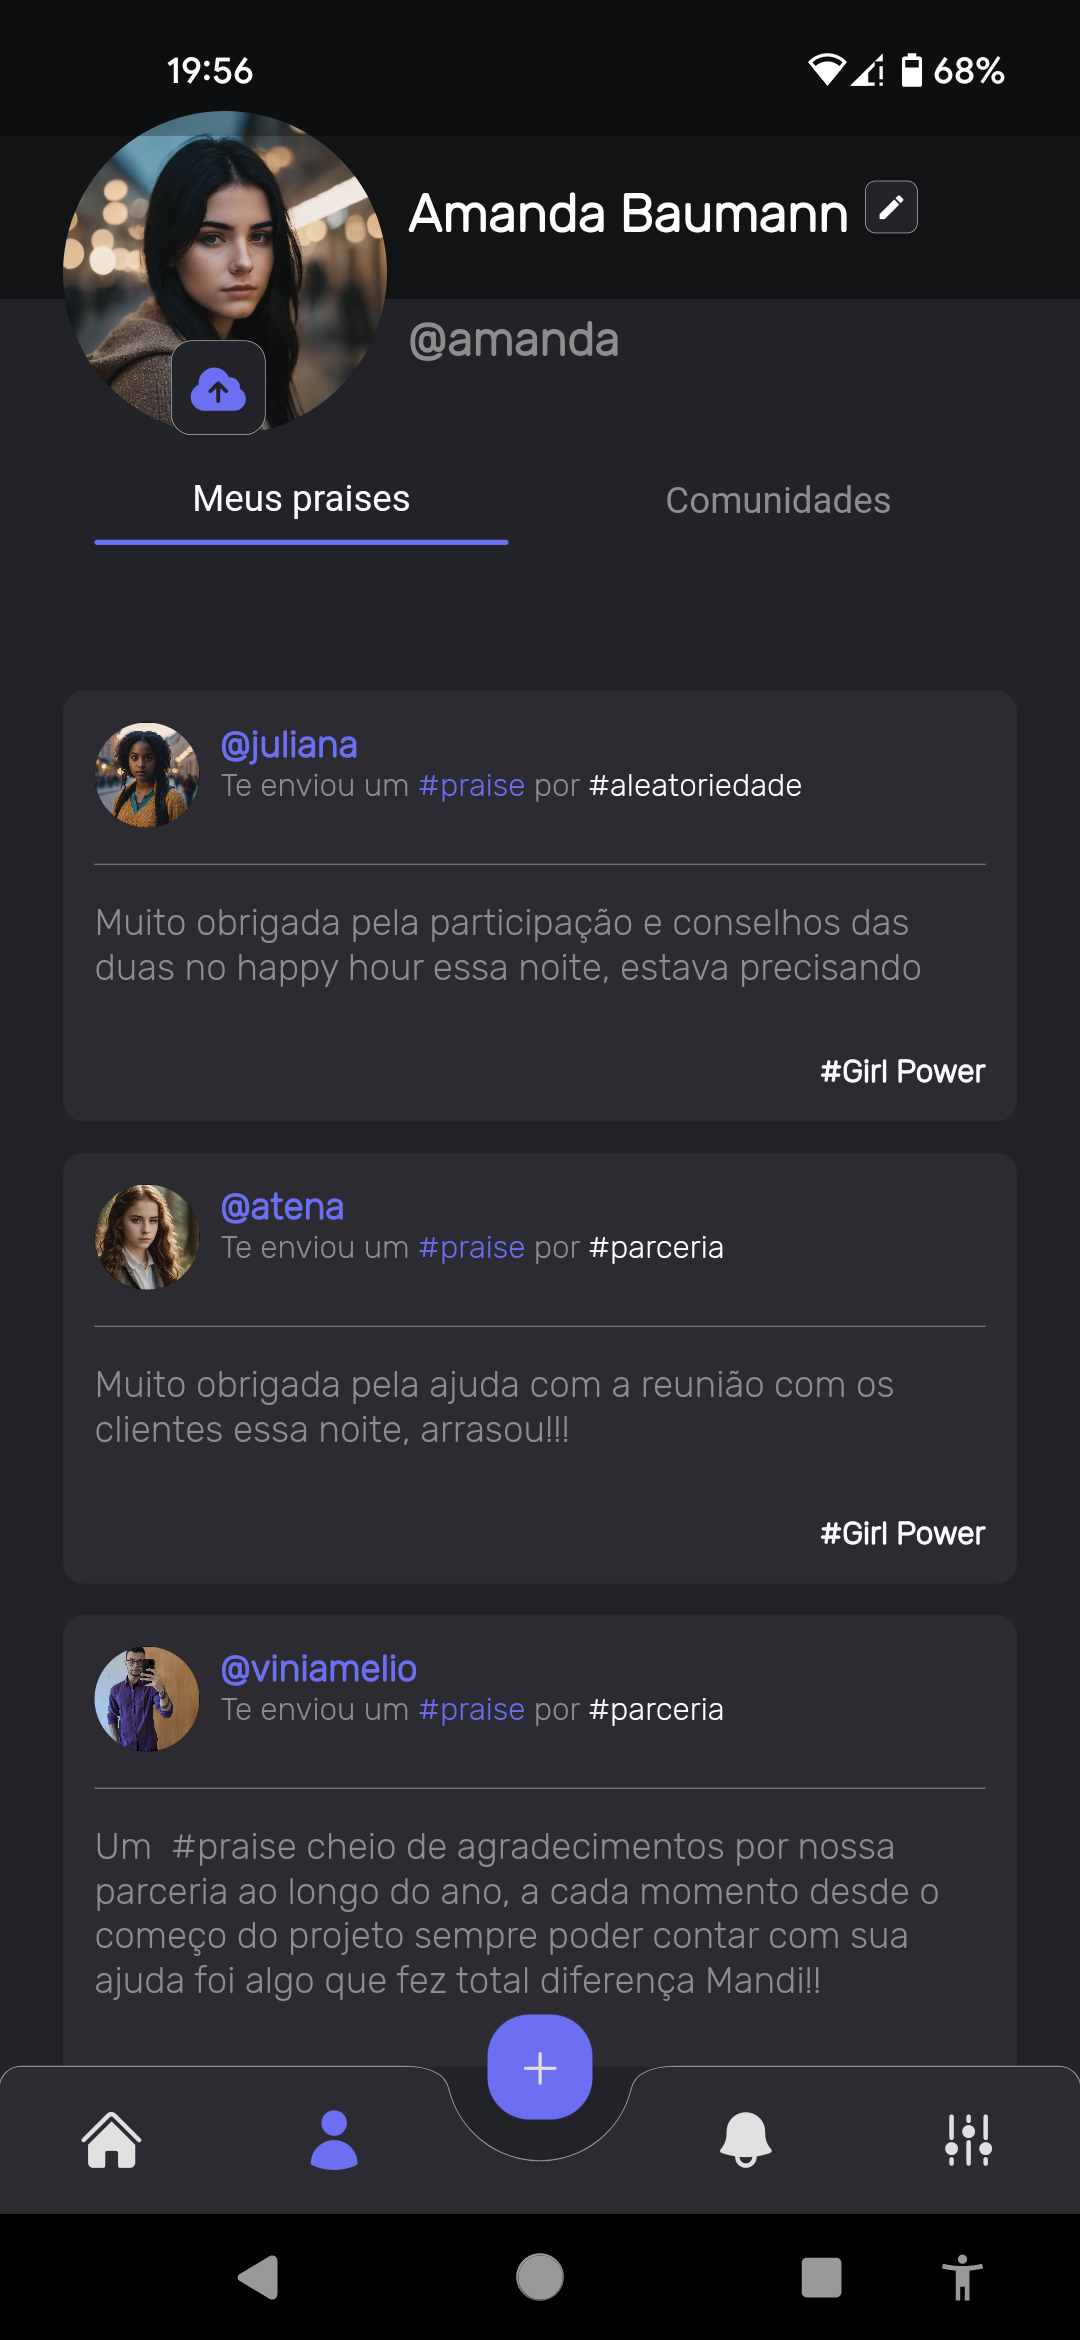 19:56
68%
Amanda Baumann
@amanda
Meus praises
Comunidades
@juliana
Te enviou um #praise por #aleatoriedade
Muito obrigada pela participação e conselhos das
duas no happy hour essa noite, estava precisando
#Girl Power
@atena
Te enviou um #praise por #parceria
Muito obrigada pela ajuda com a reunião com os
clientes essa noite, arrasou!!!
#Girl Power
@viniamelio
Te enviou um #praise por #parceria
Um  #praise cheio de agradecimentos por nossa
parceria ao longo do ano, a cada momento desde o
começo do projeto sempre poder contar com sua
ajuda foi algo que fez total diferença Mandi!!